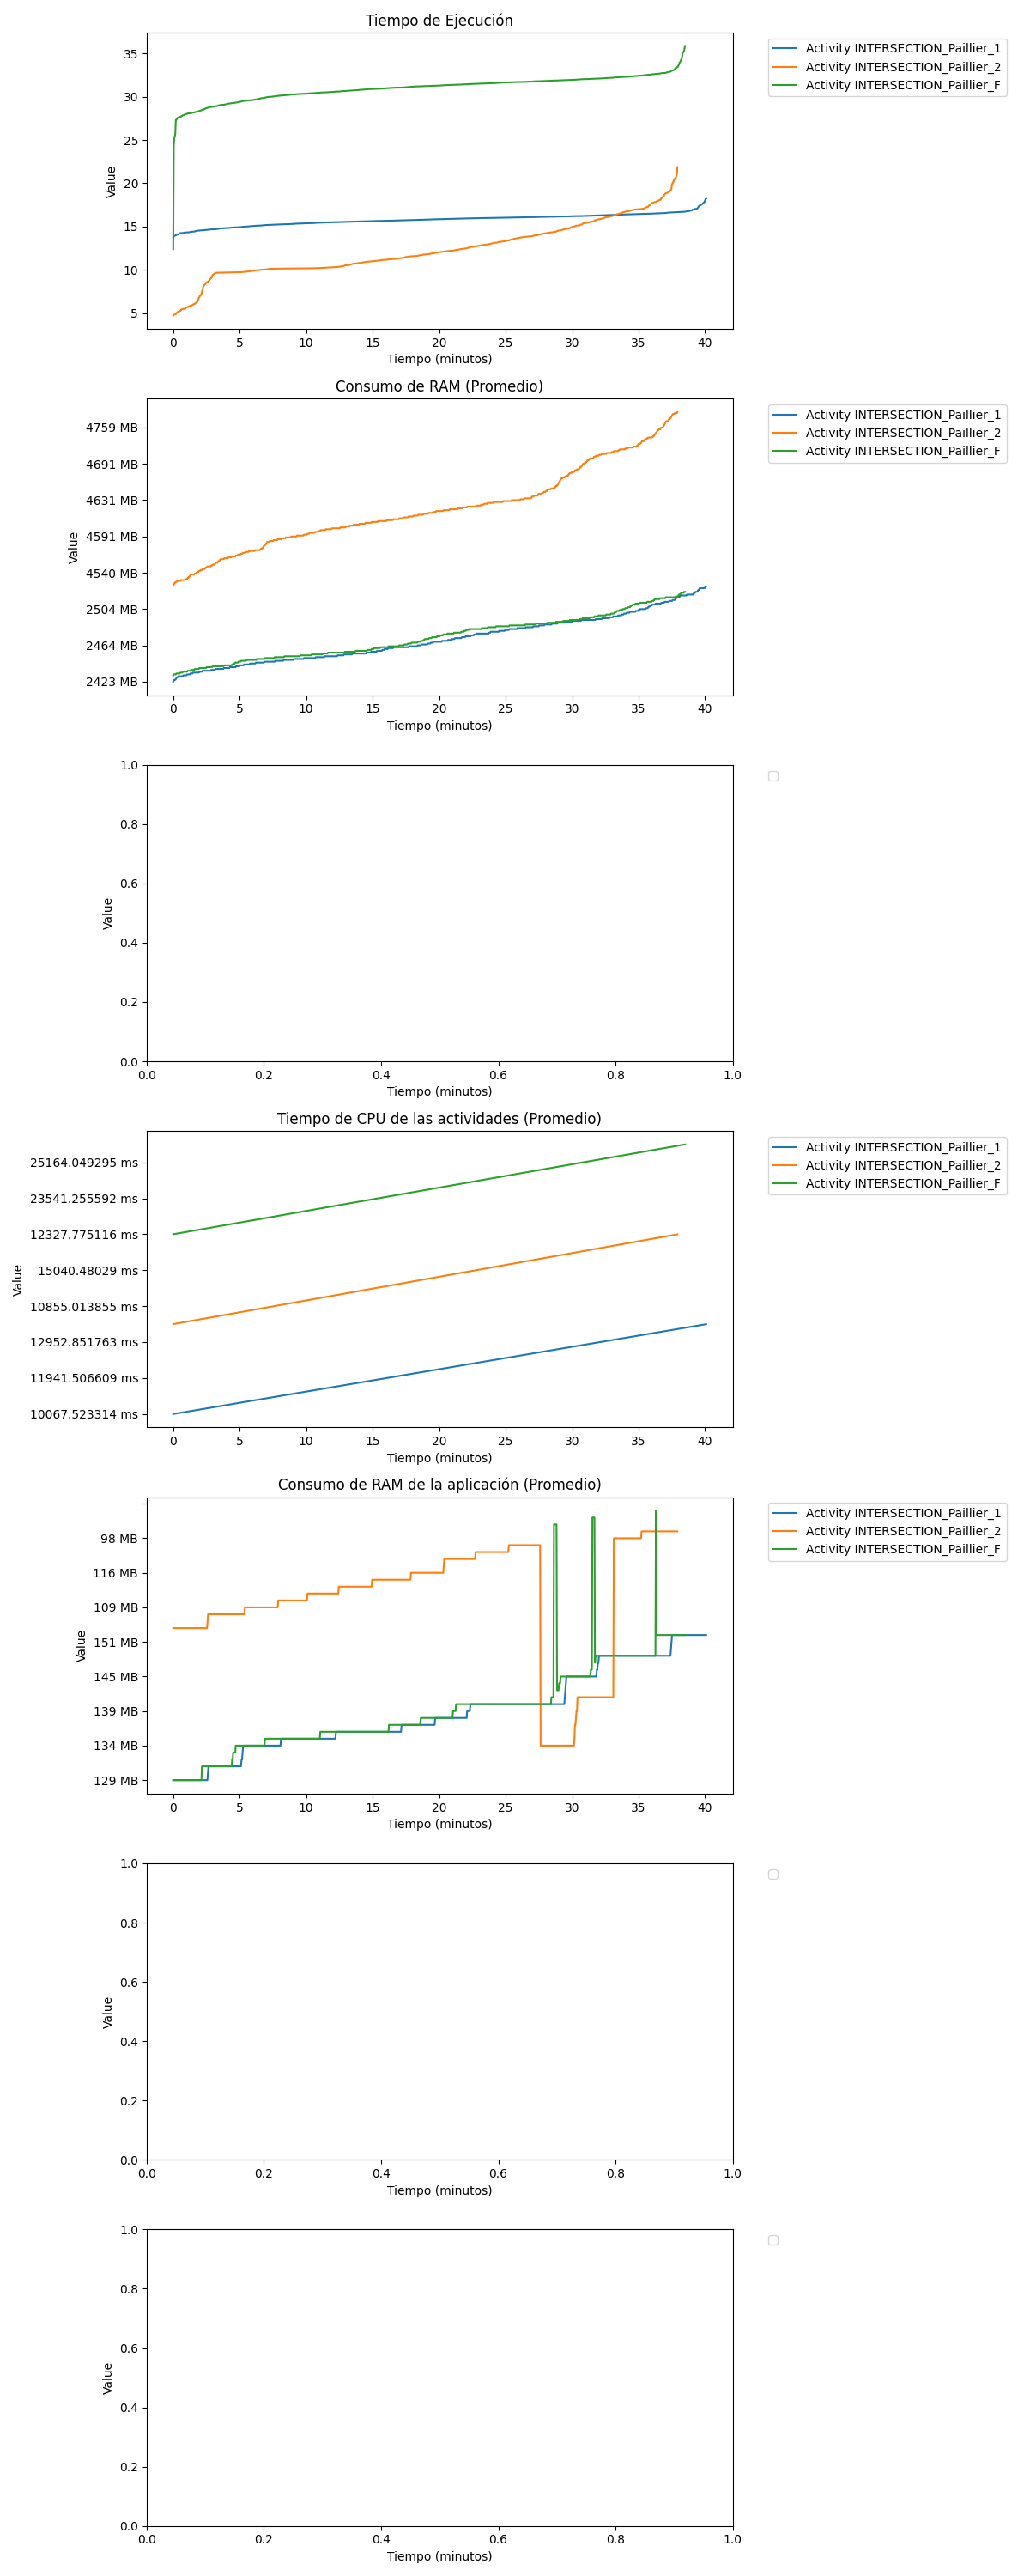 Tiempo de Ejecución
Value
35
30
25
20
15
10
5
0 5 10 15 20 25 30 35 40
Tiempo (minutos)
Activity INTERSECTION_Paillier_1
Activity INTERSECTION_Paillier_2
Activity INTERSECTION_Paillier_F
Consumo de RAM (Promedio)
Value
4759 MB
4691 MB
4631 MB
4591 MB
4540 MB
2504 MB
2464 MB
2423 MB
0 5 10 15 20 25 30 35 40
Tiempo (minutos)
Activity INTERSECTION_Paillier_1
Activity INTERSECTION_Paillier_2
Activity INTERSECTION_Paillier_F
Value
1.0
0.8
0.6
0.4
0.2
0.0
0.0 0.2 0.4 0.6 0.8 1.0
Tiempo (minutos)
Tiempo de CPU de las actividades (Promedio)
Value
25164.049295 ms
23541.255592 ms
12327.775116 ms
15040.48029 ms
10855.013855 ms
12952.851763 ms
11941.506609 ms
10067.523314 ms
0 5 10 15 20 25 30 35 40
Tiempo (minutos)
Activity INTERSECTION_Paillier_1
Activity INTERSECTION_Paillier_2
Activity INTERSECTION_Paillier_F
Consumo de RAM de la aplicación (Promedio)
Value
98 MB
116 MB
109 MB
151 MB
145 MB
139 MB
134 MB
129 MB
0 5 10 15 20 25 30 35 40
Tiempo (minutos)
Activity INTERSECTION_Paillier_1
Activity INTERSECTION_Paillier_2
Activity INTERSECTION_Paillier_F
Value
1.0
0.8
0.6
0.4
0.2
0.0
0.0 0.2 0.4 0.6 0.8 1.0
Tiempo (minutos)
Value
1.0
0.8
0.6
0.4
0.2
0.0
0.0 0.2 0.4 0.6 0.8 1.0
Tiempo (minutos)